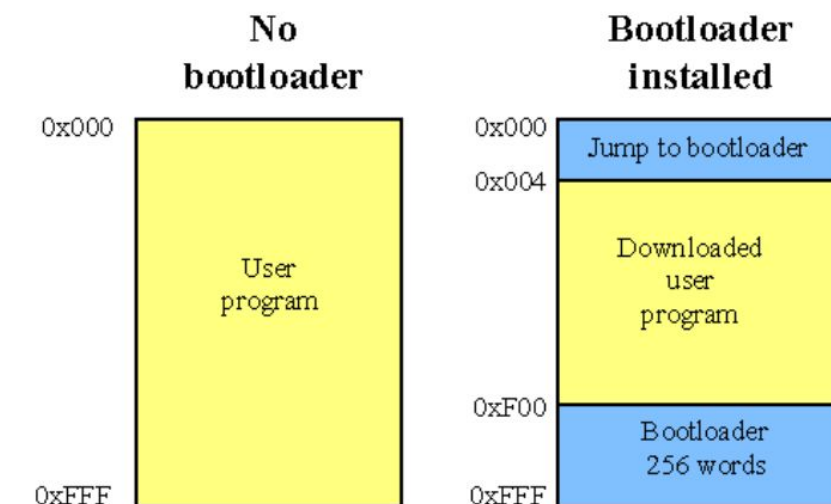 No
bootloader
0x000
User
program
0xFFF
Bootloader
installed
0x000
Jump to bootloader
0x004
Downloaded
user
program
0xF00
Bootloader
256 words
0xFFF